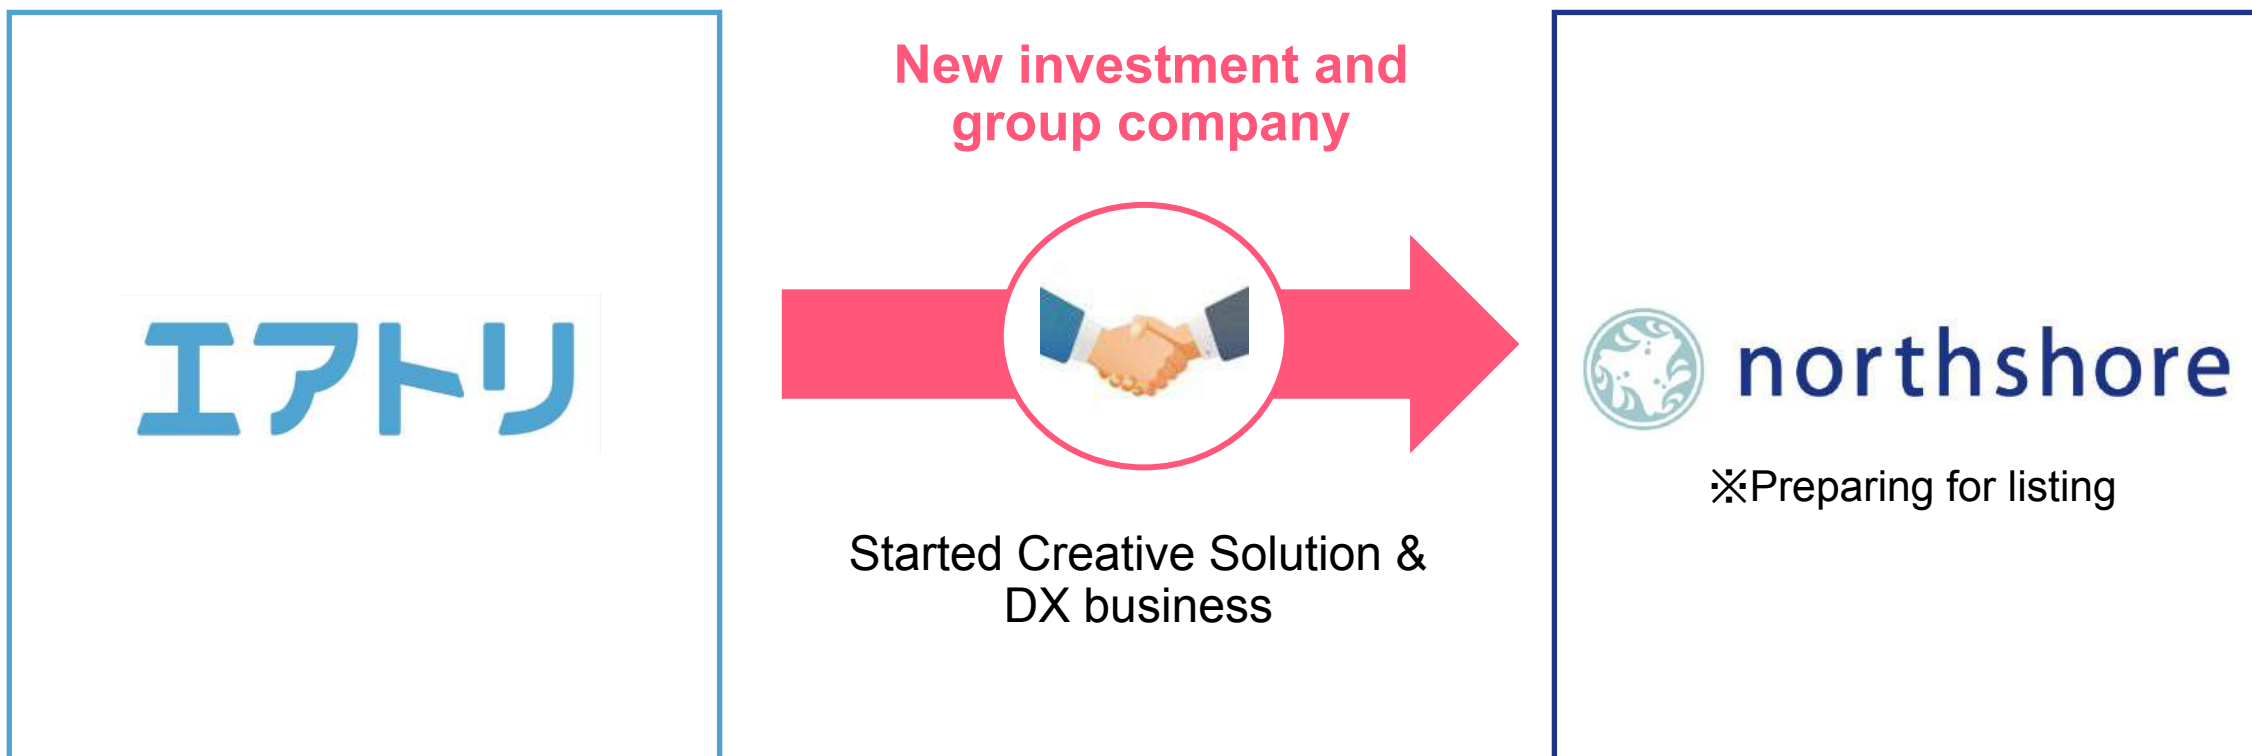 エアトリ
New investment and
group company
Started Creative Solution &
DX business
northshore
※Preparing for listing